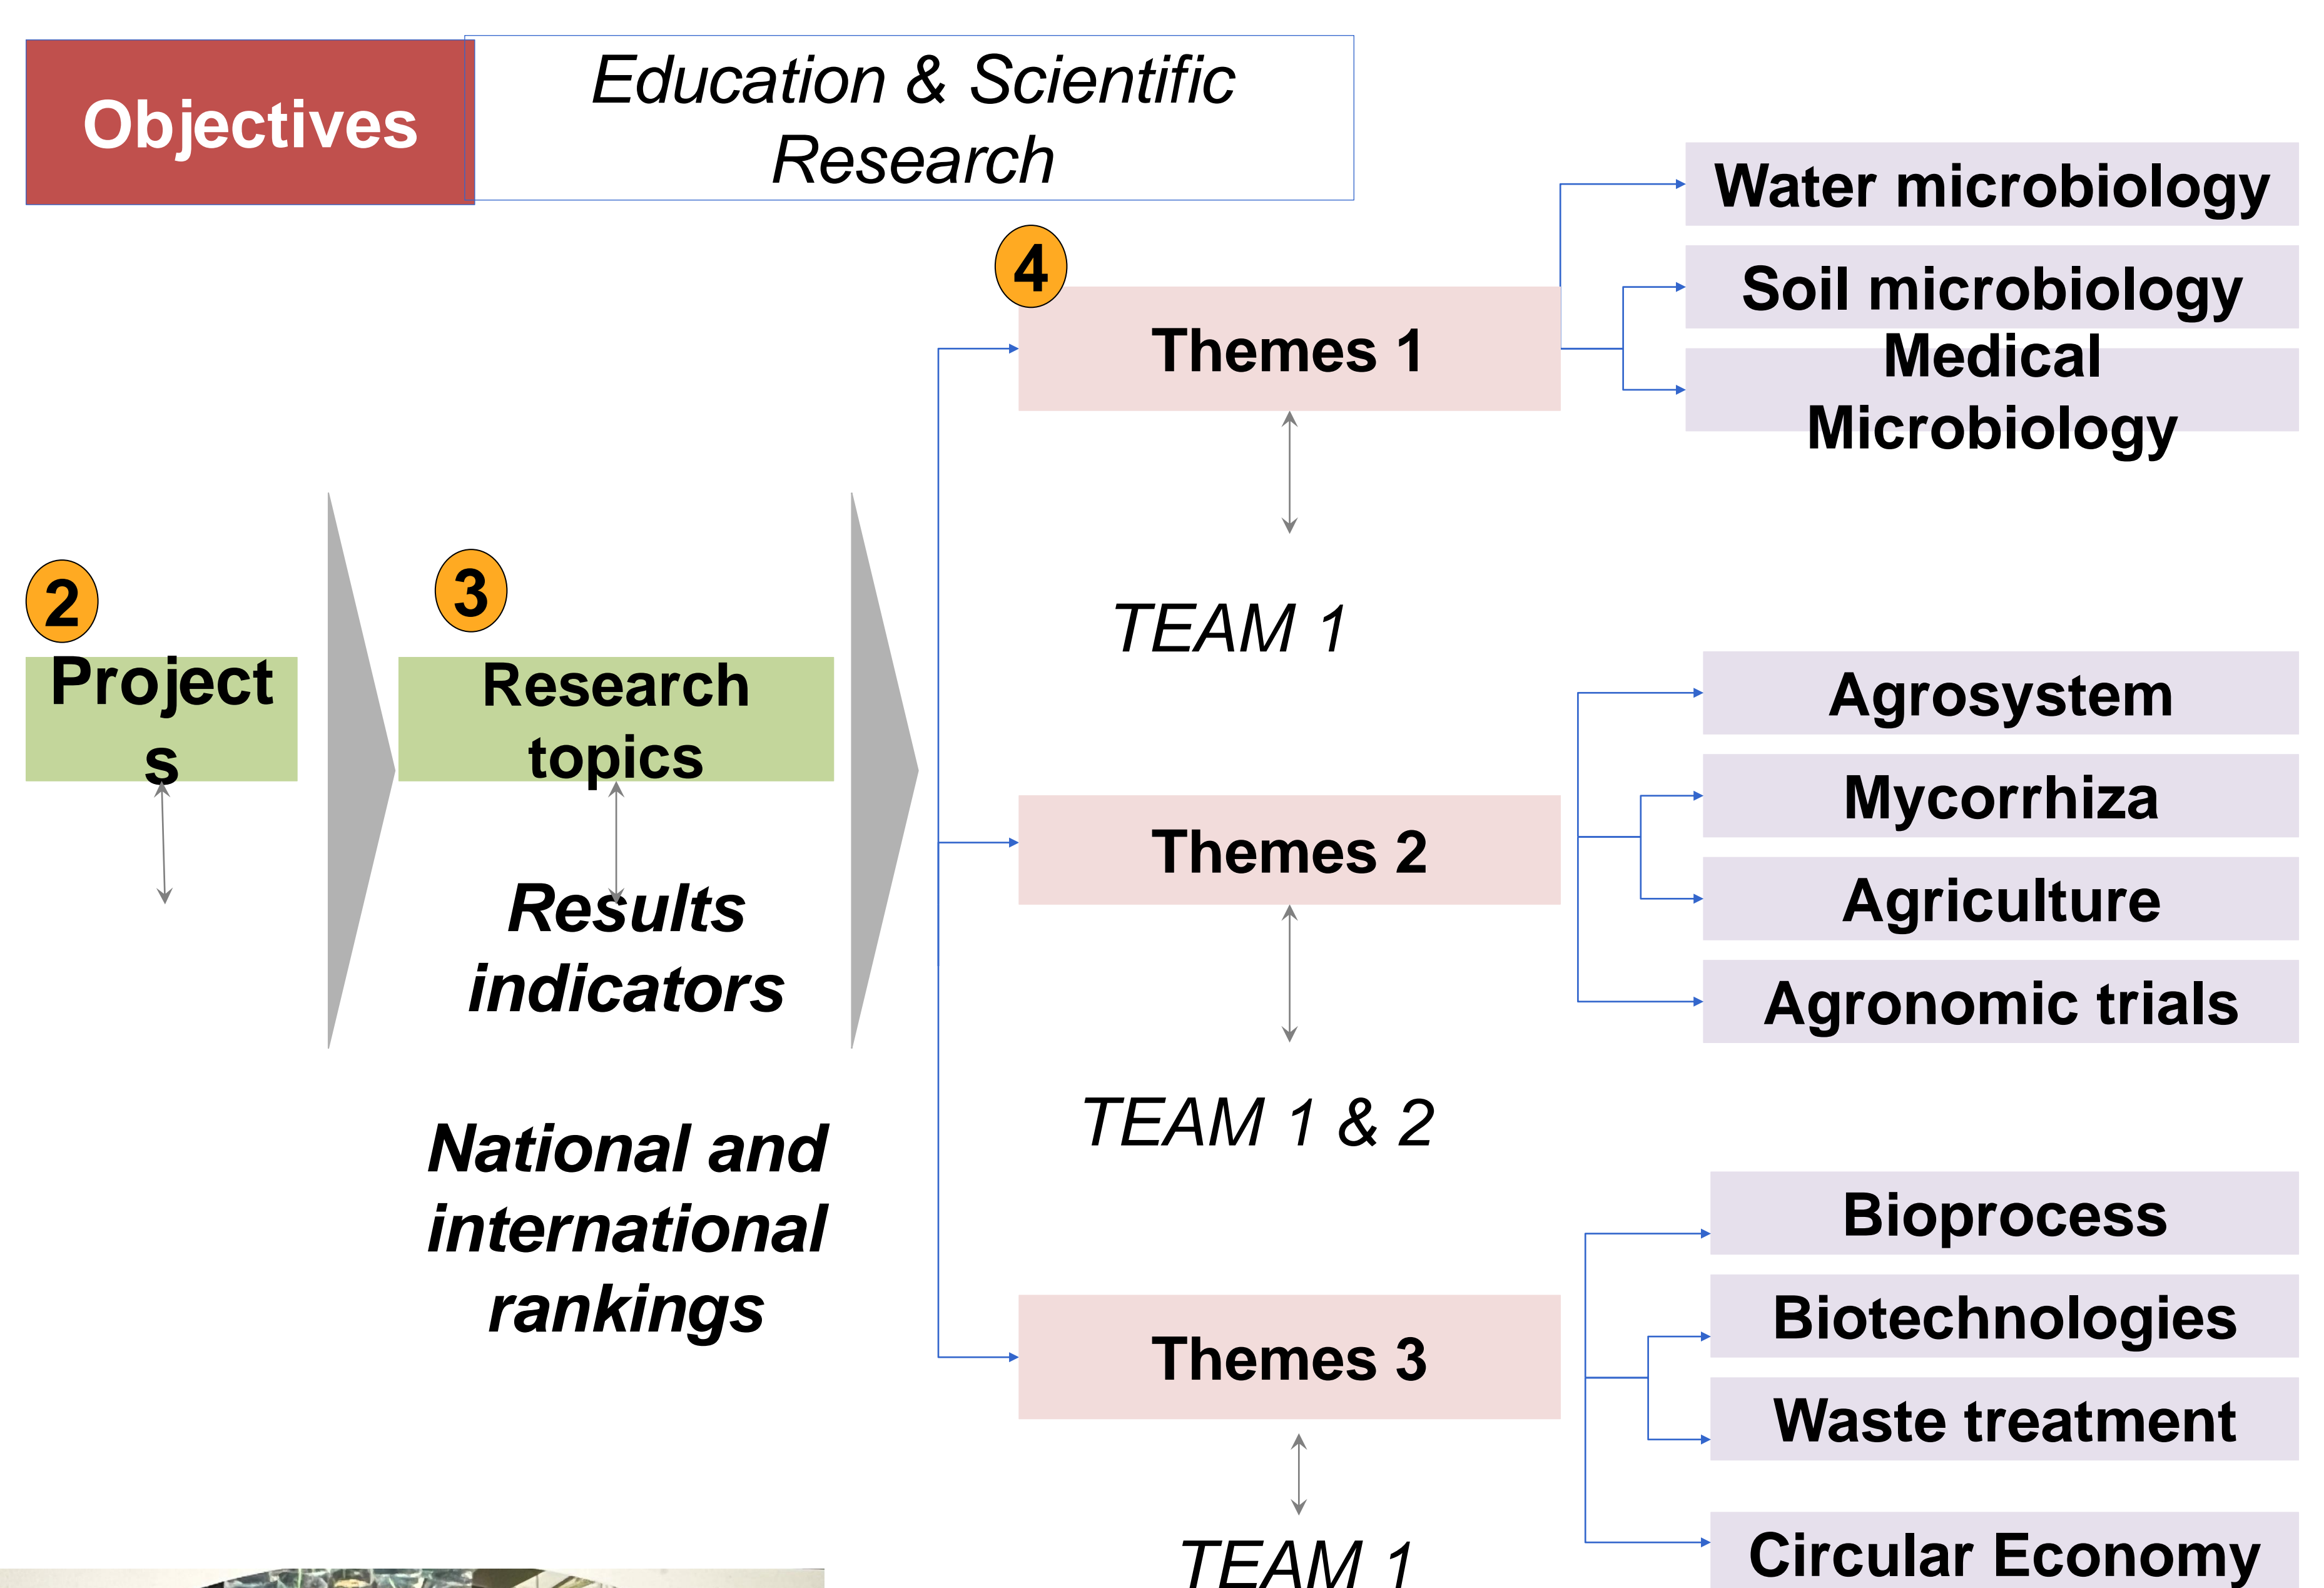 Objectives
Education & Scientific
Research
2
Project
s
3
Research
topics
Results
indicators
National and
international
rankings
4
Themes 1
TEAM 1
Water microbiology
Soil microbiology
Medical
Microbiology
Themes 2
TEAM 1 & 2
Agrosystem
Mycorrhiza
Agriculture
Agronomic trials
Themes 3
TEAM 1
Bioprocess
Biotechnologies
Waste treatment
Circular Economy